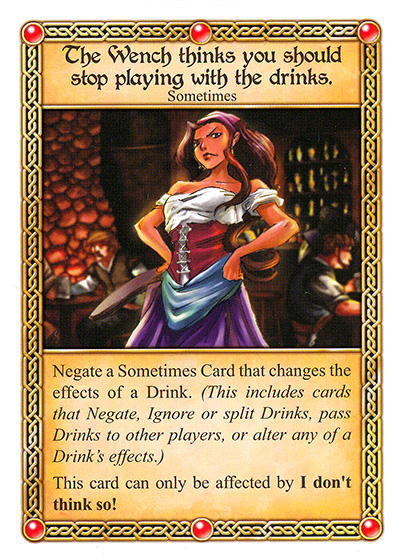 The Wench thinks you should
stop playing with the drinks.
Sometimes
Negate a Sometimes Card that changes the
effects of a Drink. (This includes cards
that Negate, Ignore or split Drinks, pass
Drinks to other players, or alter any of a
Drink's effects.)
This card can only be affected by I don't
think so!